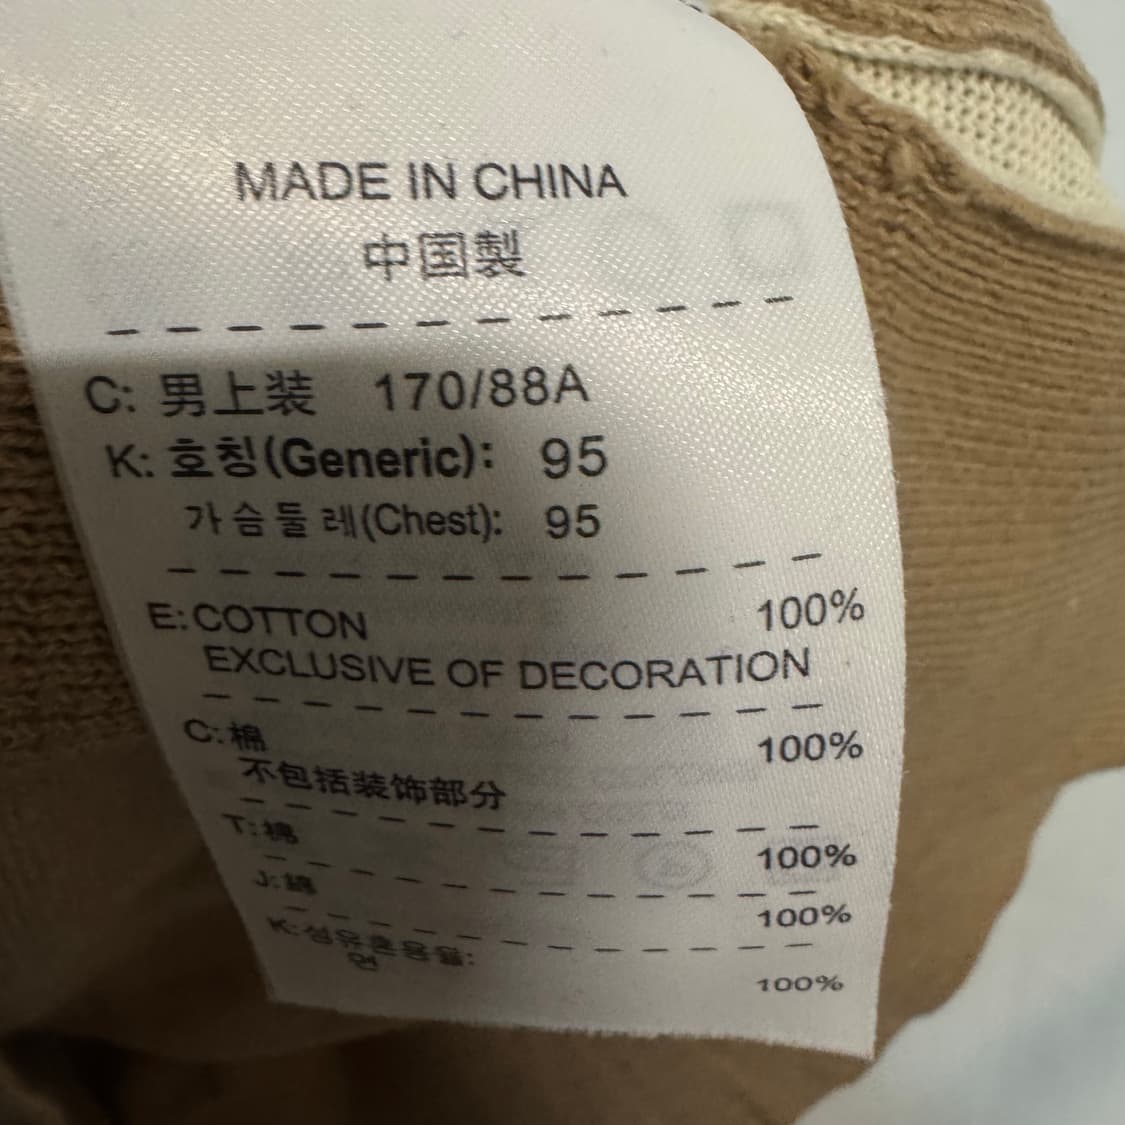 MADE IN CHINA
中国製
C: 男上装 170/88A
K: 호칭(Generic): 95
가슴둘레(Chest): 95
E:COTTON 100%
EXCLUSIVE OF DECORATION
C:棉 100%
不包括装饰部分
T:棉 100%
J:綿 100%
K:섬유혼용율:
면 100%